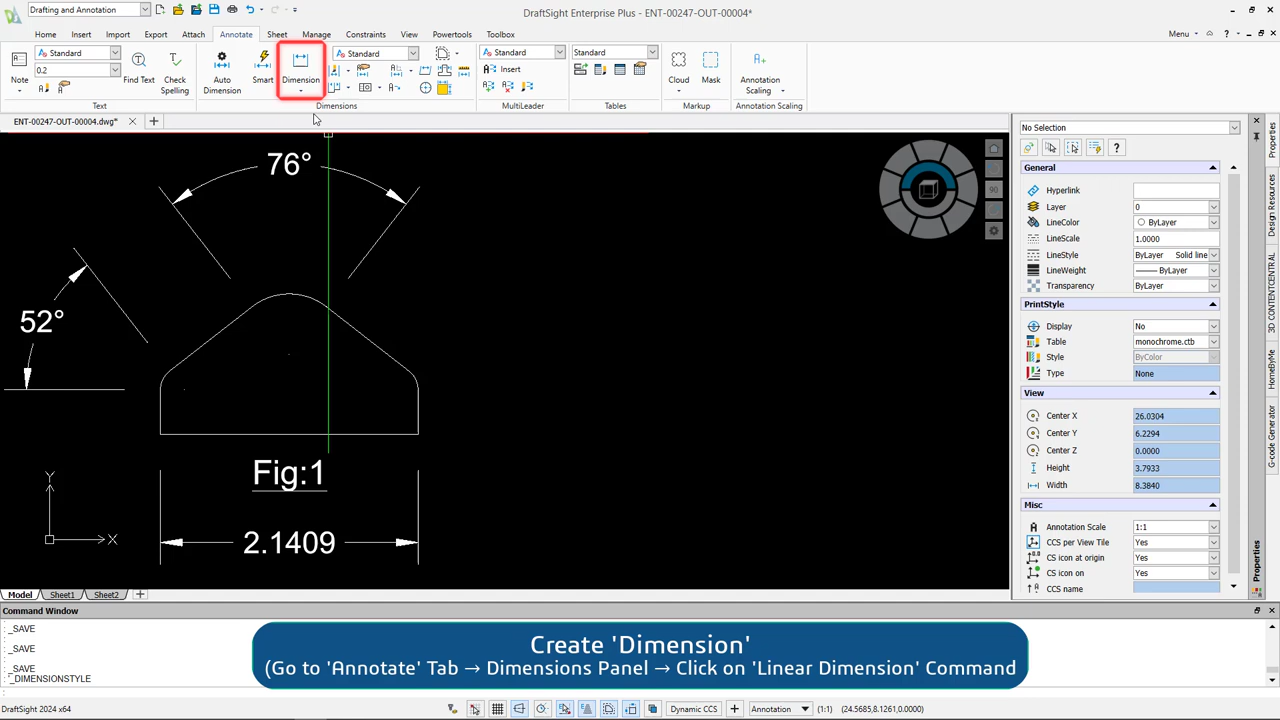 Drafting and Annotation
DraftSight Enterprise Plus - ENT-00247-OUT-00004.dwg*
Home Insert Import Export Attach Annotate Sheet Manage Constraints View Powertools Toolbox
Menu
Note
Standard
0.2
Find Text
Check Spelling
Auto Dimension
Smart
Dimension
Standard
Standard
Insert
Standard
Cloud
Mask
Annotation Scaling
Text Dimensions MultiLeader Tables Markup Annotation Scaling
ENT-00247-OUT-00004.dwg*
76°
52°
Fig:1
2.1409
Y
X
90
No Selection
General
Hyperlink
Layer 0
LineColor ByLayer
LineScale 1.0000
LineStyle ByLayer Solid line
LineWeight ByLayer
Transparency ByLayer
PrintStyle
Display No
Table monochrome.ctb
Style ByColor
Type None
View
Center X 26.0304
Center Y 6.2294
Center Z 0.0000
Height 3.7933
Width 8.3840
Misc
Annotation Scale 1:1
CCS per View Tile Yes
CS icon at origin Yes
CS icon on Yes
CCS name
Properties
Properties
Design Resources
3D CONTENTCENTRAL
HomeByMe
G-code Generator
Model Sheet1 Sheet2
Command Window
: _SAVE
: _SAVE
: _SAVE
: _DIMENSIONSTYLE
:
Create 'Dimension'
(Go to 'Annotate' Tab → Dimensions Panel → Click on 'Linear Dimension' Command
DraftSight 2024 x64
Dynamic CCS
Annotation
(1:1)
(24.5685,8.1261,0.0000)